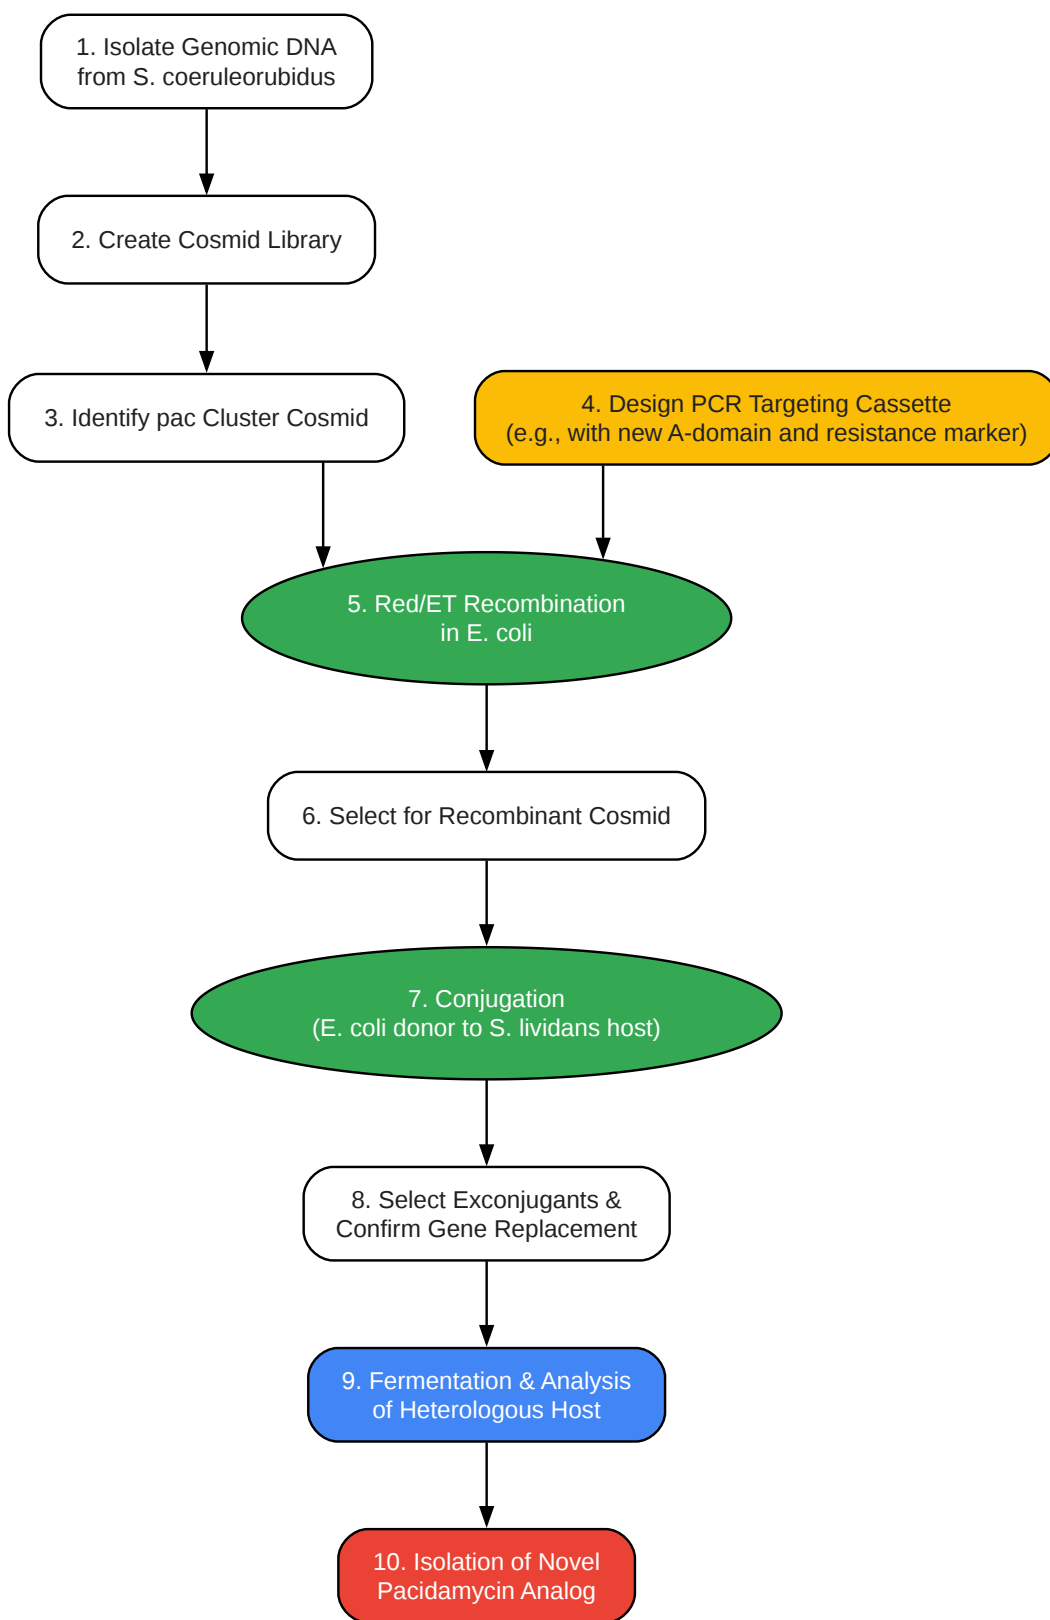 1. Isolate Genomic DNA
from S. coeruleorubidus
2. Create Cosmid Library
3. Identify pac Cluster Cosmid
4. Design PCR Targeting Cassette
(e.g., with new A-domain and resistance marker)
5. Red/ET Recombination
in E. coli
6. Select for Recombinant Cosmid
7. Conjugation
(E. coli donor to S. lividans host)
8. Select Exconjugants &
Confirm Gene Replacement
9. Fermentation & Analysis
of Heterologous Host
10. Isolation of Novel
Pacidamycin Analog